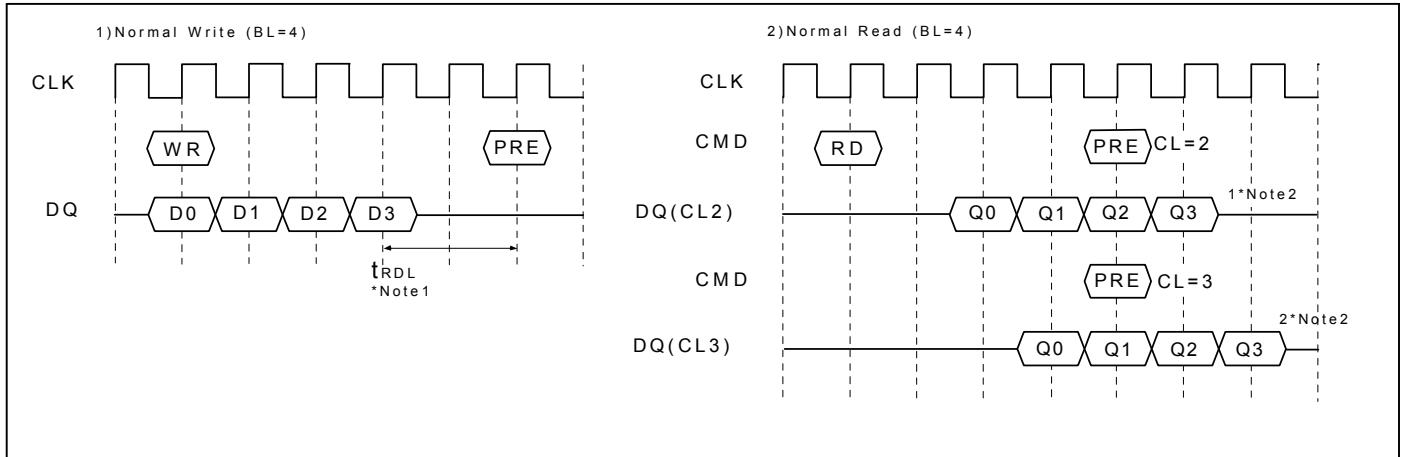 1)Normal Write (BL=4)
CLK
WR PRE
DQ D0 D1 D2 D3
tRDL
*Note1
2)Normal Read (BL=4)
CLK
CMD RD PRE CL=2
DQ(CL2) Q0 Q1 Q2 Q3 1*Note2
CMD PRE CL=3
DQ(CL3) Q0 Q1 Q2 Q3 2*Note2